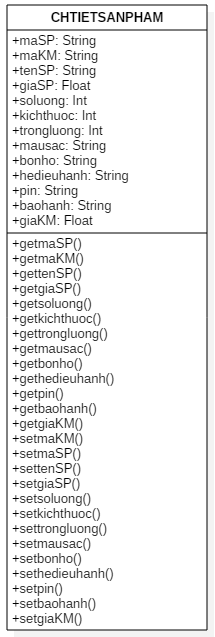 CHTIETSANPHAM
+maSP: String
+maKM: String
+tenSP: String
+giaSP: Float
+soluong: Int
+kichthuoc: Int
+trongluong: Int
+mausac: String
+bonho: String
+hedieuhanh: String
+pin: String
+baohanh: String
+giaKM: Float
+getmaSP()
+getmaKM()
+gettenSP()
+getgiaSP()
+getsoluong()
+getkichthuoc()
+gettrongluong()
+getmausac()
+getbonho()
+gethedieuhanh()
+getpin()
+getbaohanh()
+getgiaKM()
+setmaKM()
+setmaSP()
+settenSP()
+setgiaSP()
+setsoluong()
+setkichthuoc()
+settrongluong()
+setmausac()
+setbonho()
+sethedieuhanh()
+setpin()
+setbaohanh()
+setgiaKM()